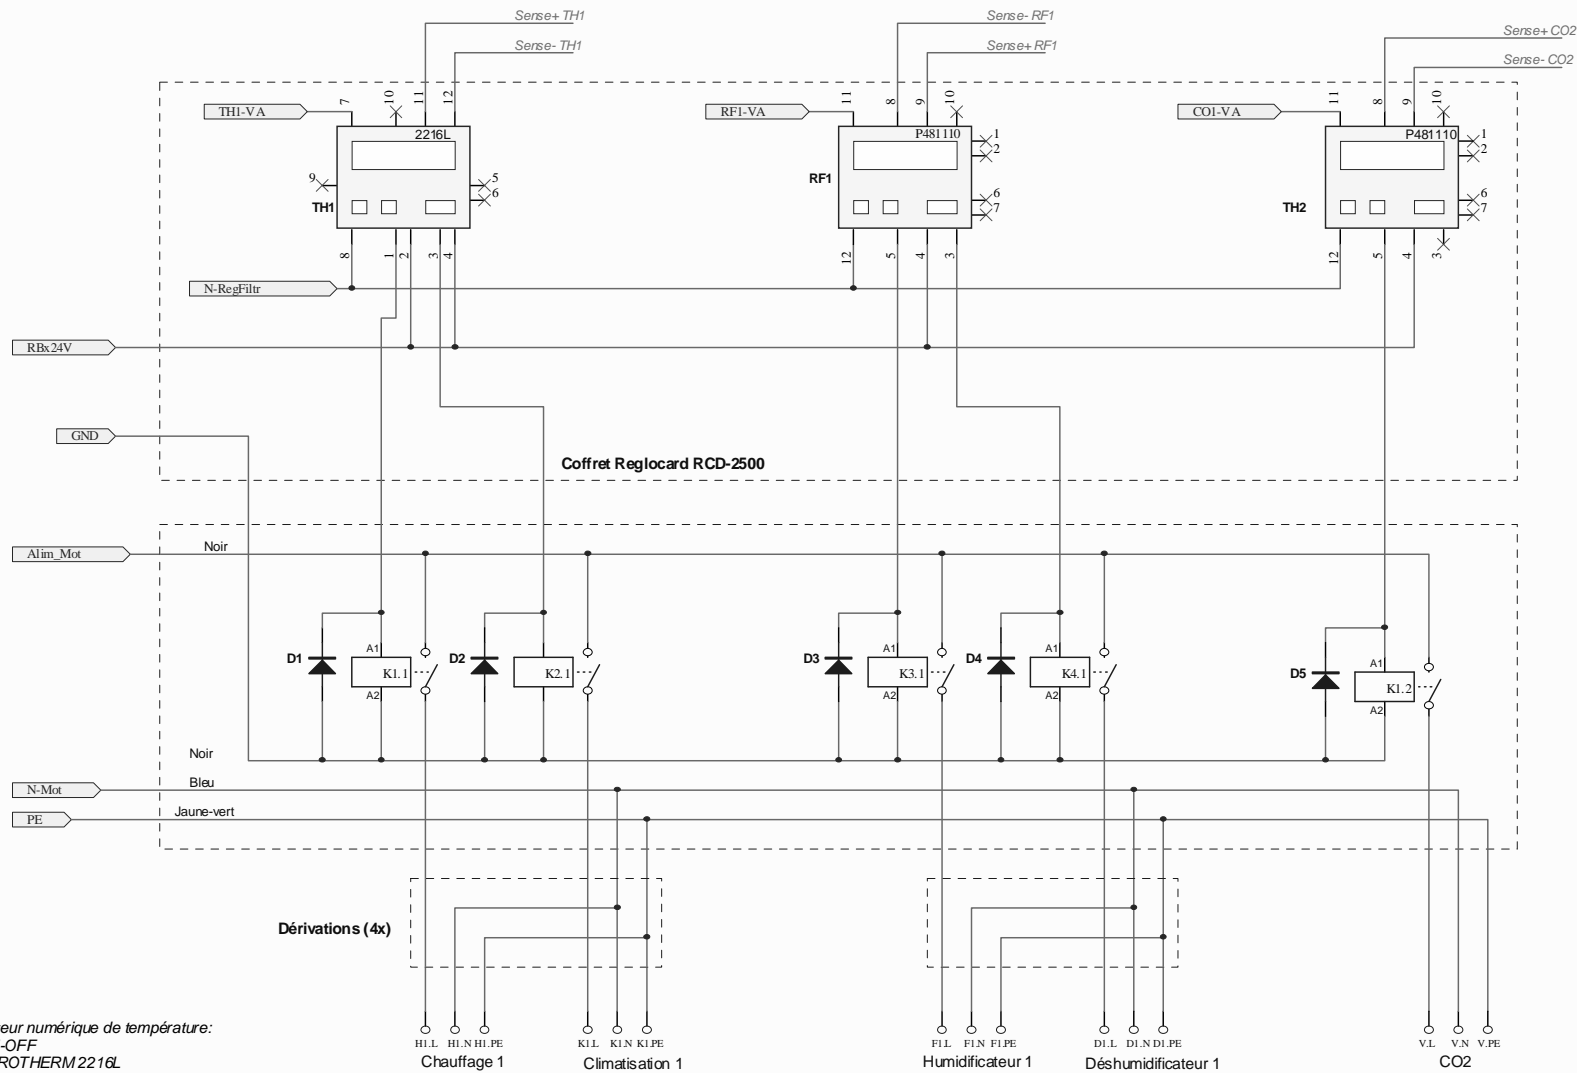 Sense+ TH1
Sense- TH1
Sense- RF1
Sense+ RF1
Sense+ CO2
Sense- CO2
TH1-VA
7
10
11
12
2216L
9
5
6
TH1
8
1
2
3
4
RF1-VA
11
8
9
10
P481110
1
2
RF1
6
7
12
5
4
3
CO1-VA
11
8
9
10
P481110
1
2
TH2
6
7
12
5
4
3
N-RegFiltr
RBx24V
GND
Coffret Reglocard RCD-2500
Alim_Mot
Noir
D1
A1
K1.1
A2
D2
K2.1
D3
A1
K3.1
A2
D4
A1
K4.1
A2
D5
A1
K1.2
A2
Noir
N-Mot
Bleu
PE
Jaune-vert
Dérivations (4x)
H1.L H1.N H1.PE
Chauffage 1
K1.L K1.N K1.PE
Climatisation 1
F1.L F1.N F1.PE
Humidificateur 1
D1.L D1.N D1.PE
Déshumidificateur 1
V.L V.N V.PE
CO2
eur numérique de température:
-OFF
ROTHERM 2216L